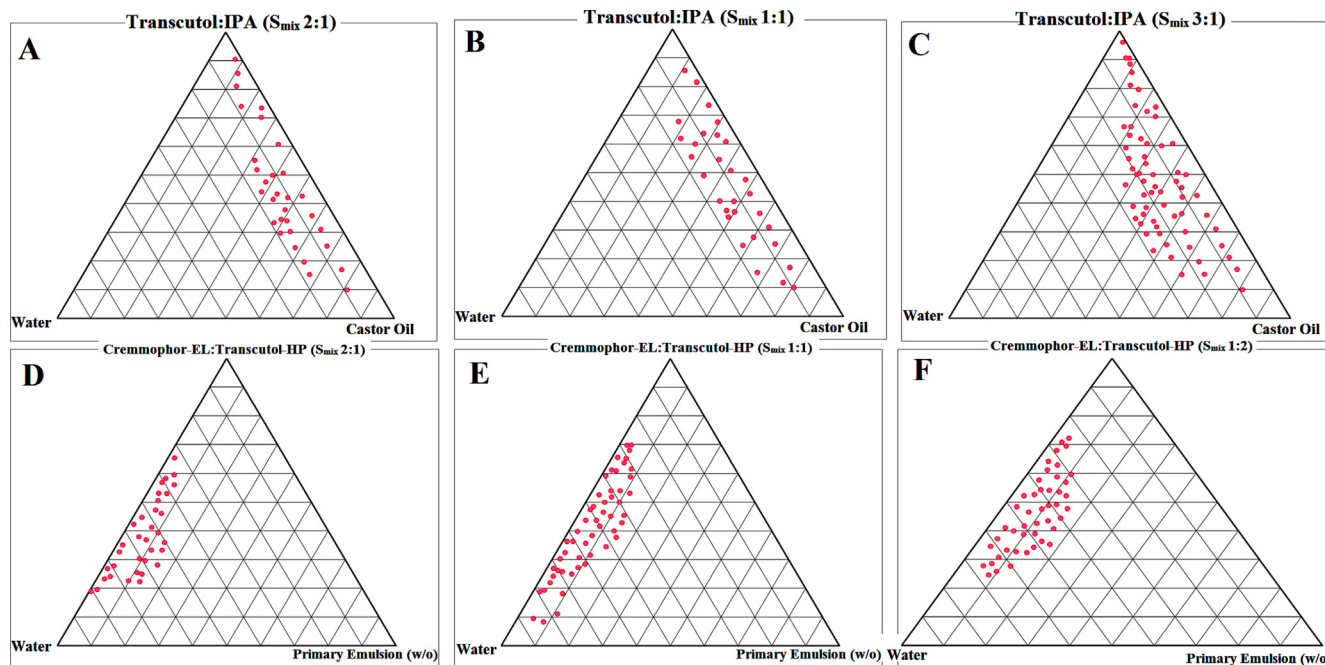 Transcutol:IPA (Smix 2:1)
A
Water
Castor Oil
Transcutol:IPA (Smix 1:1)
B
Water
Castor Oil
Transcutol:IPA (Smix 3:1)
C
Water
Castor Oil
Cremmophor-EL:Transcutol-HP (Smix 2:1)
D
Water
Primary Emulsion (w/o)
Cremmophor-EL:Transcutol-HP (Smix 1:1)
E
Water
Primary Emulsion (w/o)
Cremmophor-EL:Transcutol-HP (Smix 1:2)
F
Water
Primary Emulsion (w/o